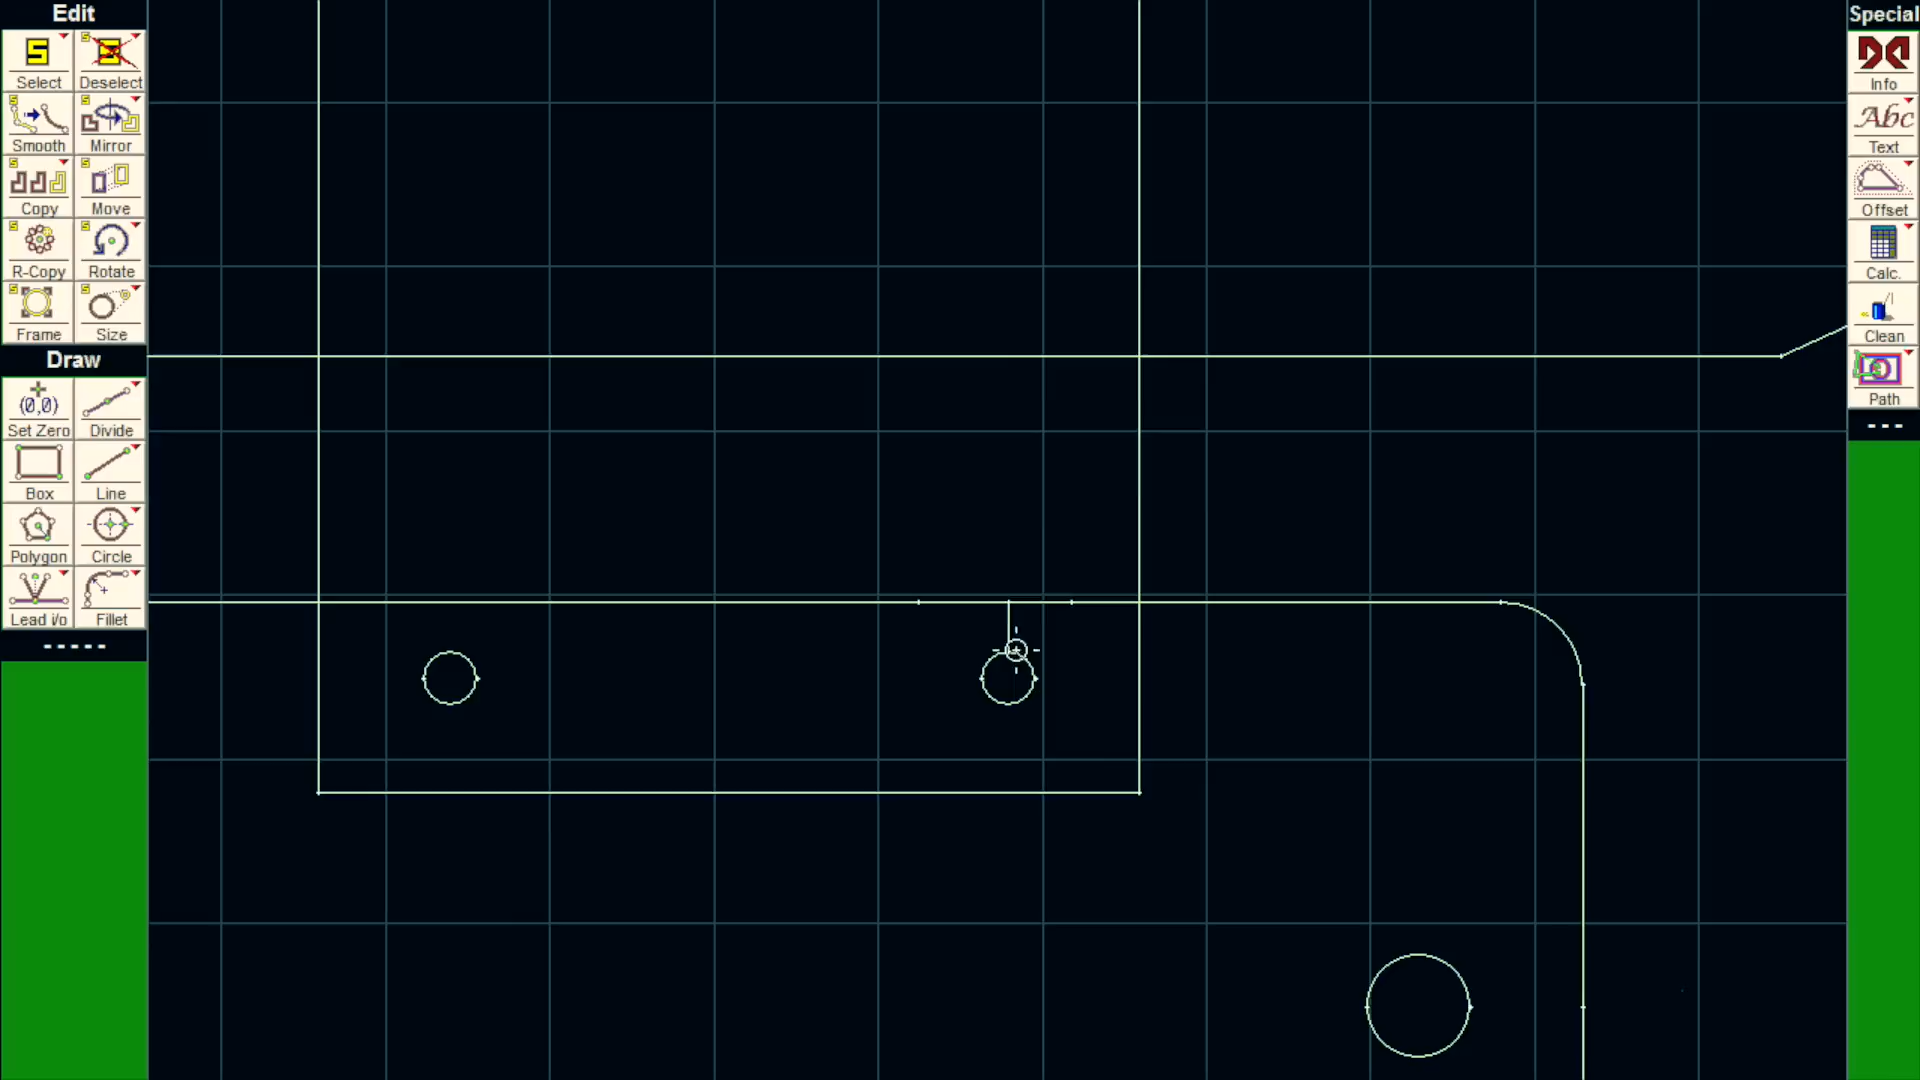 Edit
Select Deselect
Smooth Mirror
Copy Move
R-Copy Rotate
Frame Size
Draw
(0,0)
Set Zero Divide
Box Line
Polygon Circle
Lead i/o Fillet
-----
Special
Info
Abc
Text
Offset
Calc.
Clean
Path
---